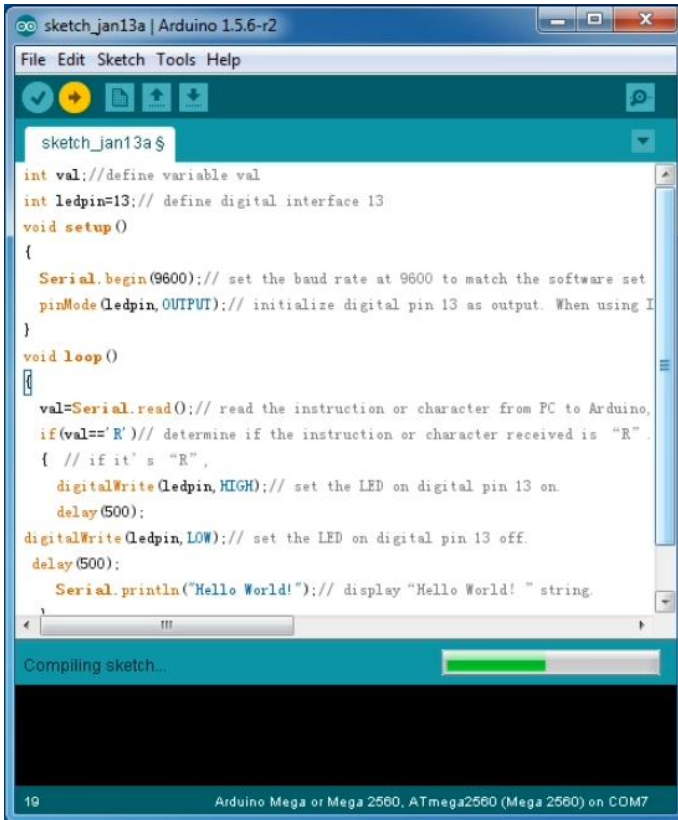 sketch_jan13a | Arduino 1.5.6-r2
File Edit Sketch Tools Help
sketch_jan13a §
int val;//define variable val
int ledpin=13;// define digital interface 13
void setup()
{
Serial.begin(9600);// set the baud rate at 9600 to match the software set
pinMode(ledpin,OUTPUT);// initialize digital pin 13 as output. When using I
}
void loop()
{
val=Serial.read();// read the instruction or character from PC to Arduino,
if(val=='R')// determine if the instruction or character received is “R”.
{ // if it’s “R”,
digitalWrite(ledpin,HIGH);// set the LED on digital pin 13 on.
delay(500);
digitalWrite(ledpin,LOW);// set the LED on digital pin 13 off.
delay(500);
Serial.println("Hello World!");// display “Hello World! ” string.
Compiling sketch...
19 Arduino Mega or Mega 2560, ATmega2560 (Mega 2560) on COM7